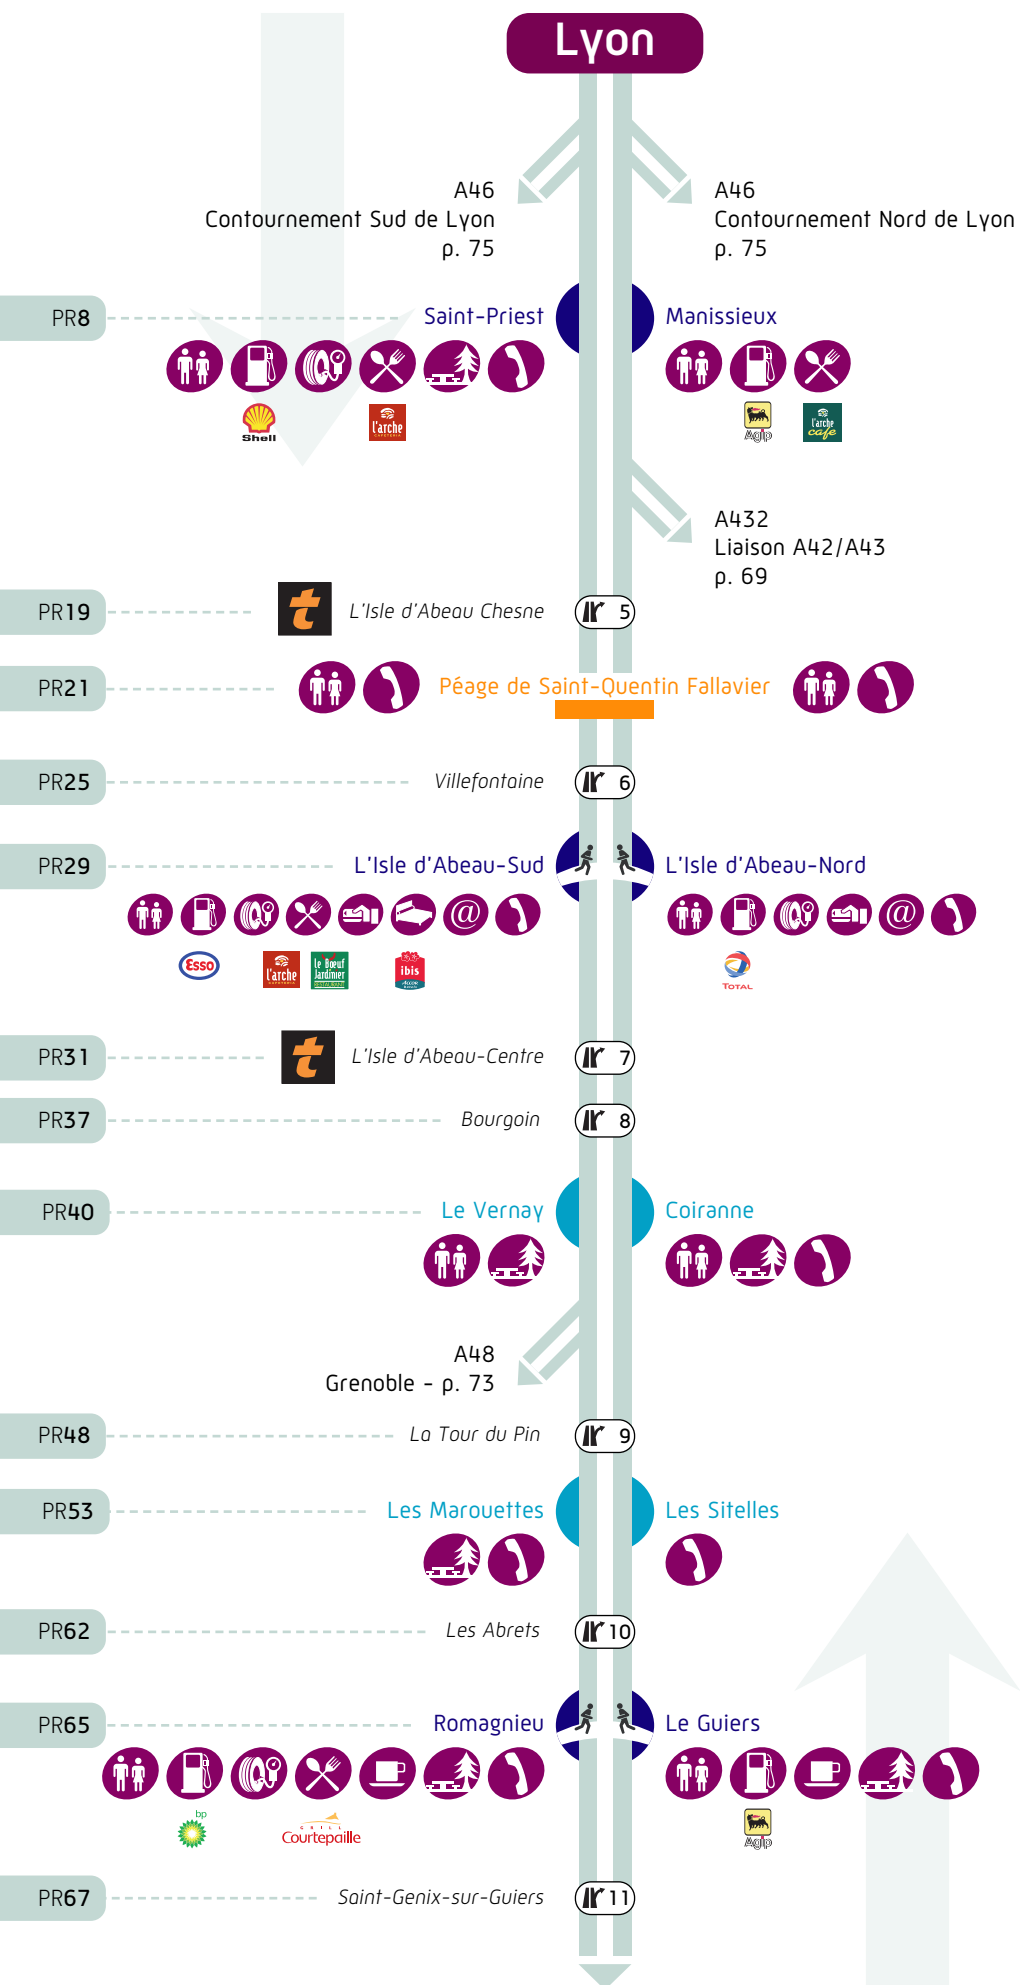 Lyon
A46
Contournement Sud de Lyon
p. 75
A46
Contournement Nord de Lyon
p. 75
PR8
Saint-Priest
Manissieux
Shell
l'arche
CAFETERIA
Agip
l'arche
café
A432
Liaison A42/A43
p. 69
PR19
t
L'Isle d'Abeau Chesne
5
PR21
Péage de Saint-Quentin Fallavier
PR25
Villefontaine
6
PR29
L'Isle d'Abeau-Sud
L'Isle d'Abeau-Nord
@
@
Esso
l'arche
CAFETERIA
Le Bœuf
Jardinier
RESTAURANT
ibis
ACCOR
TOTAL
PR31
t
L'Isle d'Abeau-Centre
7
PR37
Bourgoin
8
PR40
Le Vernay
Coiranne
A48
Grenoble - p. 73
PR48
La Tour du Pin
9
PR53
Les Marouettes
Les Sitelles
PR62
Les Abrets
10
PR65
Romagnieu
Le Guiers
bp
GRILL
Courtepaille
Agip
PR67
Saint-Genix-sur-Guiers
11